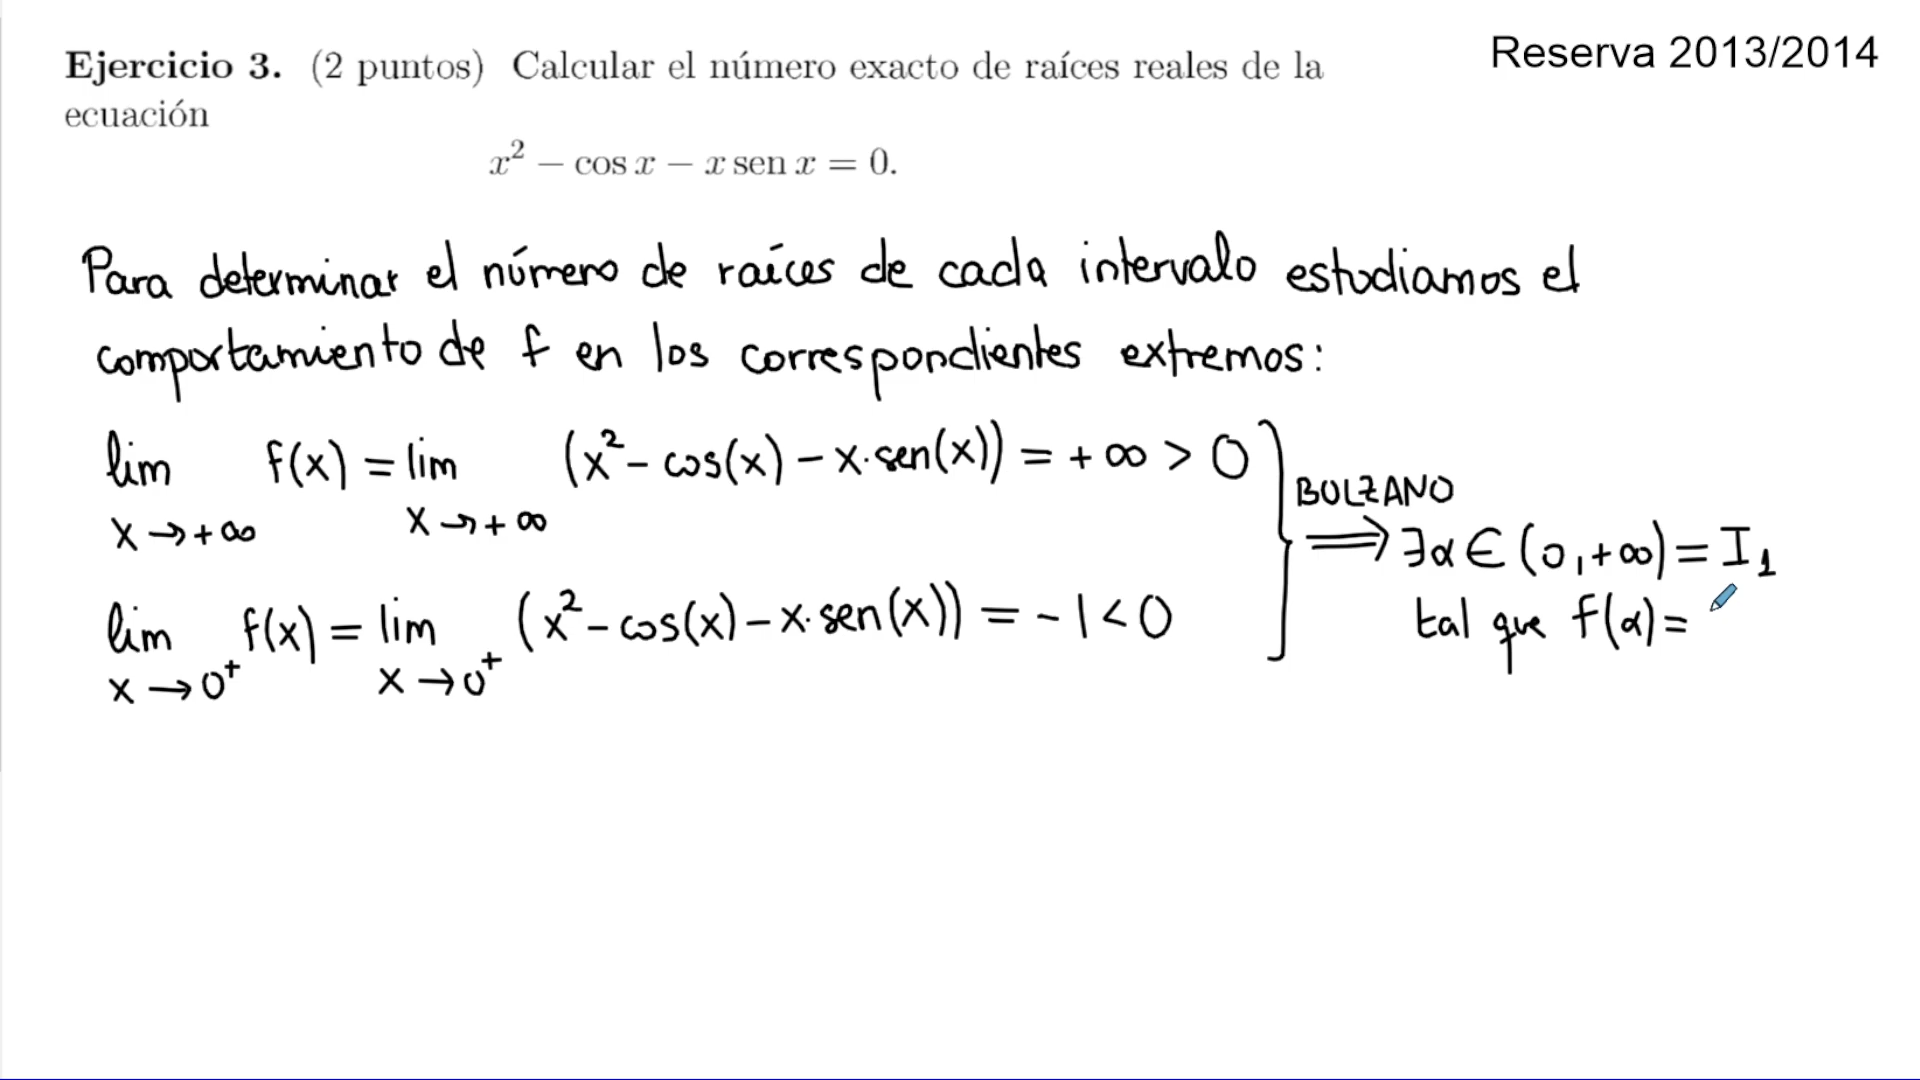 Ejercicio 3. (2 puntos) Calcular el número exacto de raíces reales de la
Reserva 2013/2014
ecuación
x² − cos x − x sen x = 0.
Para determinar el número de raíces de cada intervalo estudiamos el
comportamiento de f en los correspondientes extremos:
lim f(x) = lim (x² - cos(x) - x·sen(x)) = + ∞ > 0
x → + ∞ x → + ∞
BOLZANO
⟹ ∃α ∈ (0, +∞) = I₁
lim f(x) = lim (x² - cos(x) - x·sen(x)) = - 1 < 0
x → 0⁺ x → 0⁺
tal que f(α) =